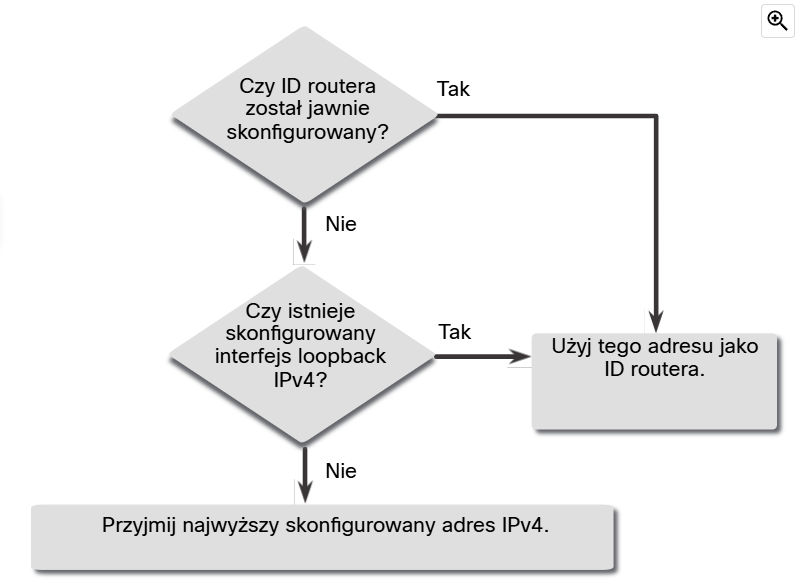 Czy ID routera
został jawnie
skonfigurowany?
Tak
Nie
Czy istnieje
skonfigurowany
interfejs loopback
IPv4?
Tak
Użyj tego adresu jako
ID routera.
Nie
Przyjmij najwyższy skonfigurowany adres IPv4.